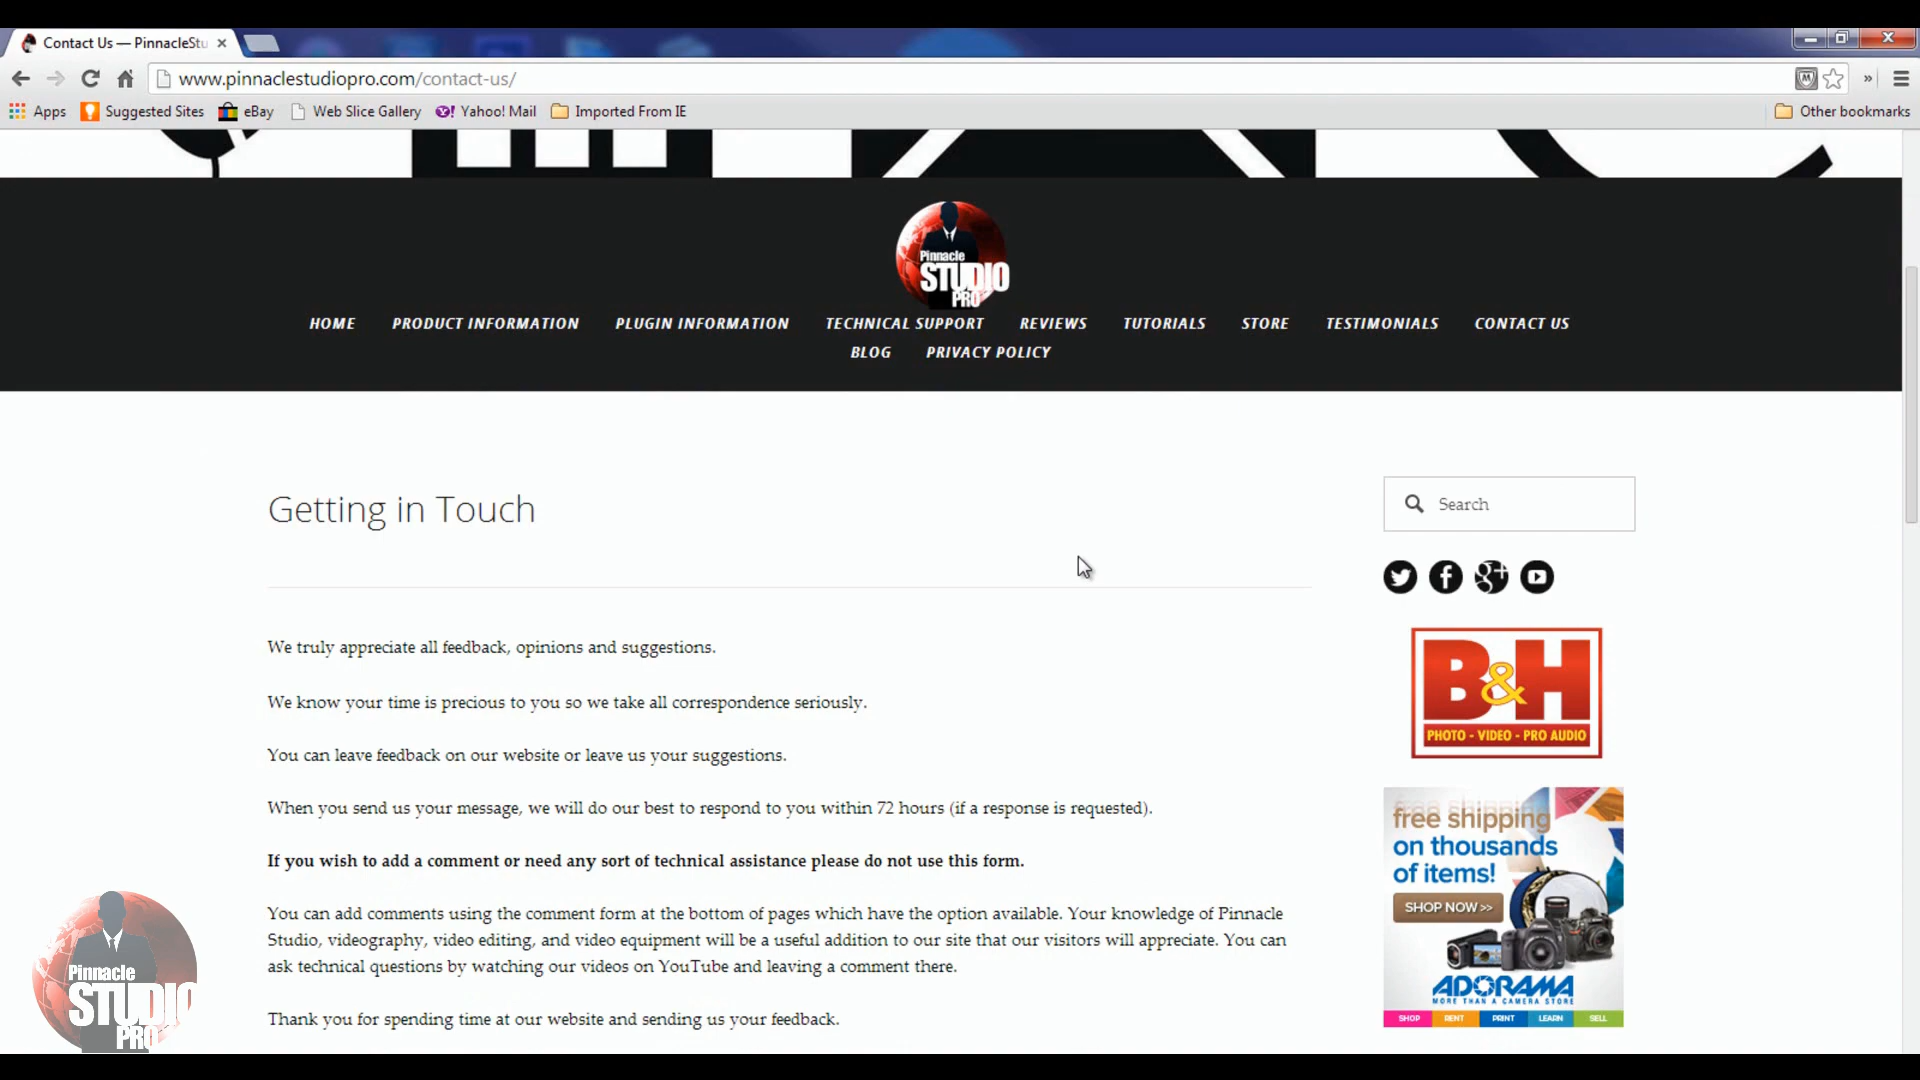 Contact Us — PinnacleStu
www.pinnaclestudiopro.com/contact-us/
Apps Suggested Sites eBay Web Slice Gallery Yahoo! Mail Imported From IE Other bookmarks
Pinnacle
STUDIO
PRO
HOME PRODUCT INFORMATION PLUGIN INFORMATION TECHNICAL SUPPORT REVIEWS TUTORIALS STORE TESTIMONIALS CONTACT US
BLOG PRIVACY POLICY
Getting in Touch
We truly appreciate all feedback, opinions and suggestions.
We know your time is precious to you so we take all correspondence seriously.
You can leave feedback on our website or leave us your suggestions.
When you send us your message, we will do our best to respond to you within 72 hours (if a response is requested).
If you wish to add a comment or need any sort of technical assistance please do not use this form.
You can add comments using the comment form at the bottom of pages which have the option available. Your knowledge of Pinnacle
Studio, videography, video editing, and video equipment will be a useful addition to our site that our visitors will appreciate. You can
ask technical questions by watching our videos on YouTube and leaving a comment there.
Thank you for spending time at our website and sending us your feedback.
Search
B&H
PHOTO - VIDEO - PRO AUDIO
free shipping
on thousands
of items!
SHOP NOW >>
ADORAMA
MORE THAN A CAMERA STORE
SHOP RENT PRINT LEARN SELL
Pinnacle
STUDIO
PRO